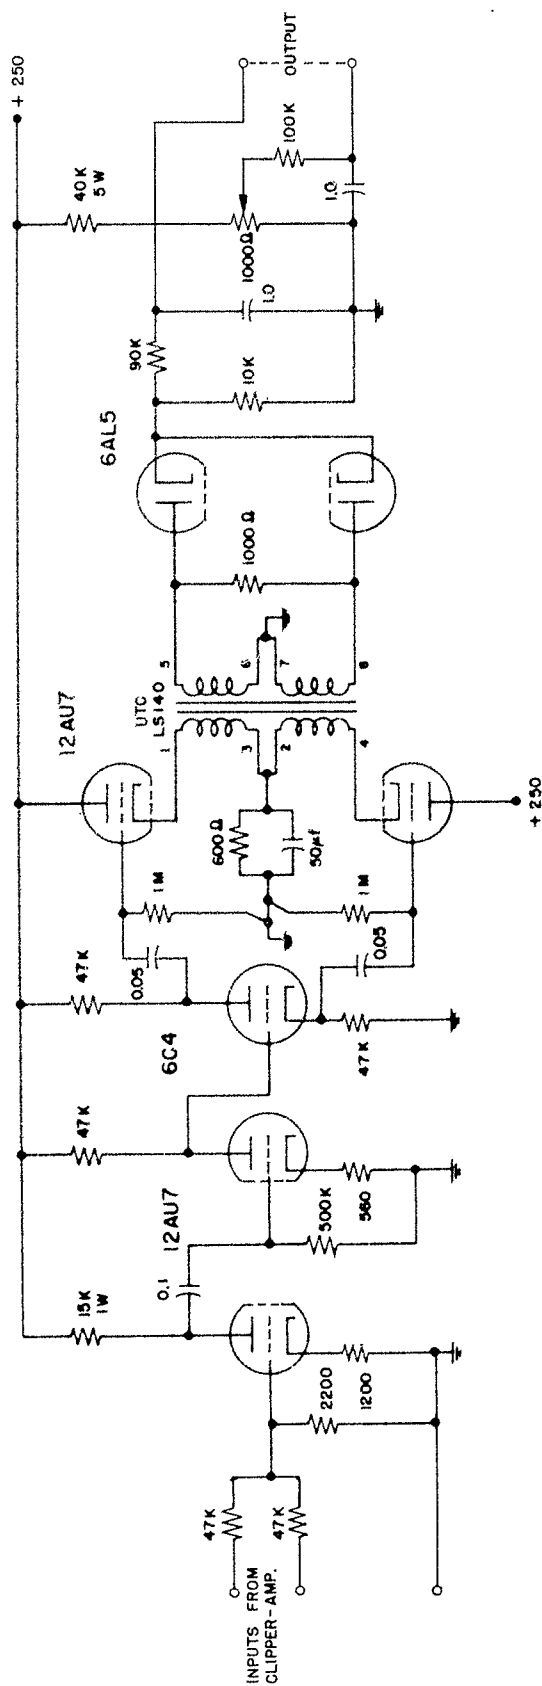 INPUTS FROM
CLIPPER-AMP.
47K
47K
2200
1200
15K
1W
0.1
12AU7
500K
560
47K
6C4
47K
47K
0.05
0.05
1M
1M
12AU7
600Ω
50µf
+250
UTC
LS140
1
3
2
4
5
6
7
8
1000Ω
6AL5
90K
10K
1.0
1000Ω
40K
5W
100K
1.0
OUTPUT
+ 250